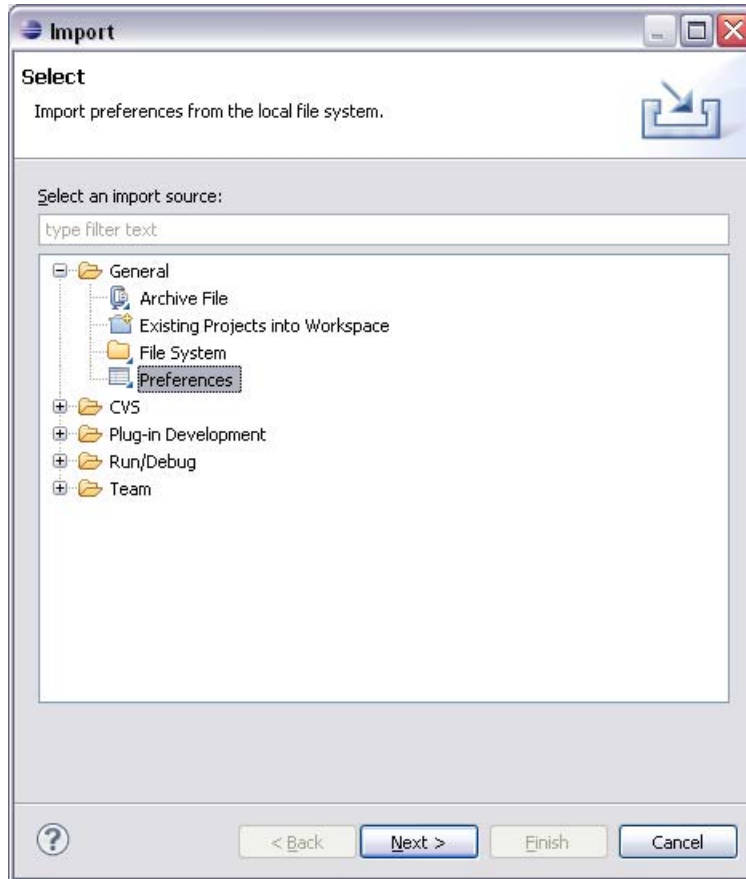 Import
Select
Import preferences from the local file system.
Select an import source:
type filter text
General
Archive File
Existing Projects into Workspace
File System
Preferences
CVS
Plug-in Development
Run/Debug
Team
? < Back Next > Finish Cancel